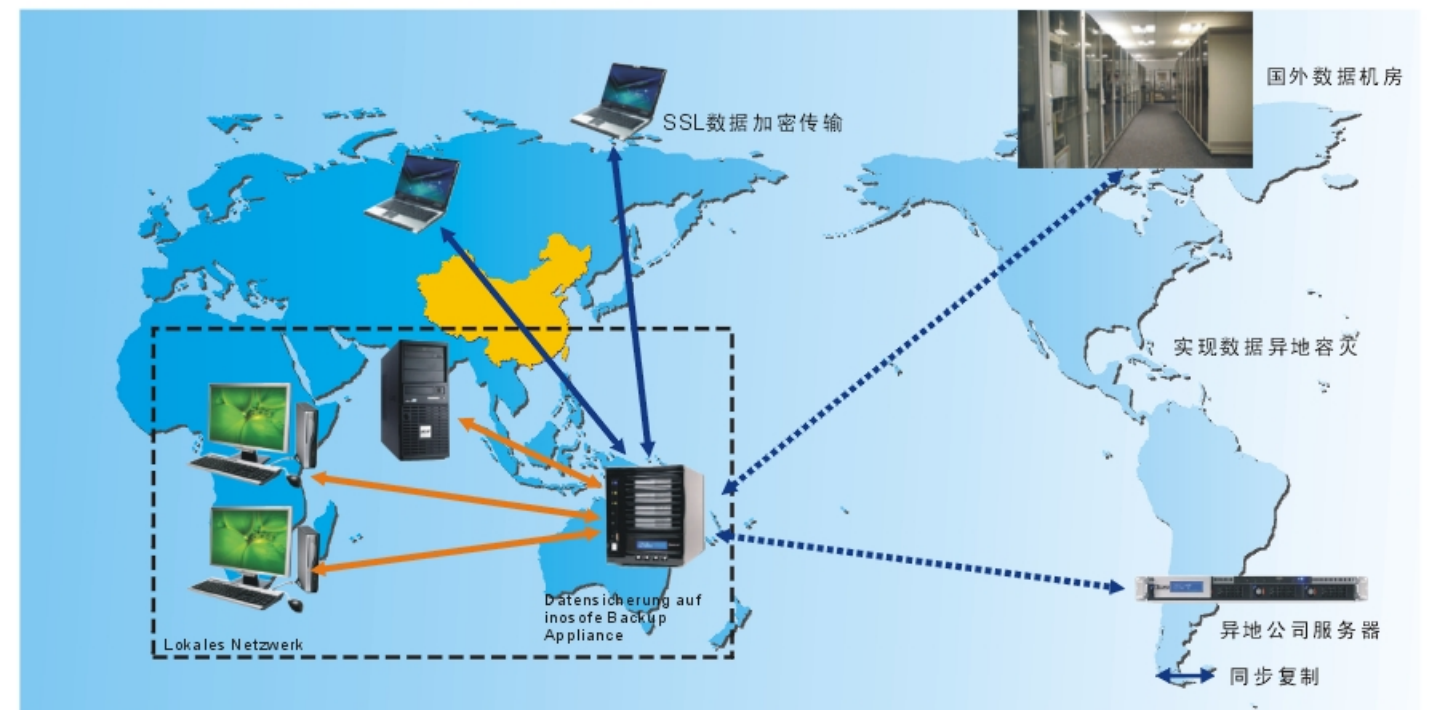 国外数据机房
SSL数据加密传输
实现数据异地容灾
Datensicherung auf
inosofe Backup
Appliance
Lokales Netzwerk
异地公司服务器
同步复制